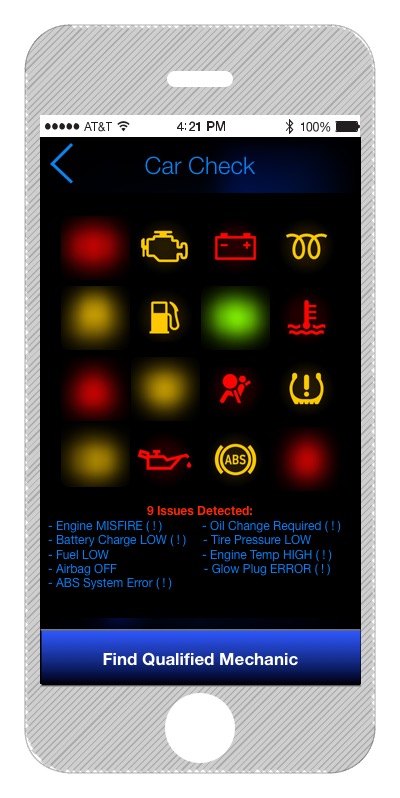 AT&T 4:21 PM 100%
Car Check
ABS
9 Issues Detected:
- Engine MISFIRE ( ! ) - Oil Change Required ( ! )
- Battery Charge LOW ( ! ) - Tire Pressure LOW
- Fuel LOW - Engine Temp HIGH ( ! )
- Airbag OFF - Glow Plug ERROR ( ! )
- ABS System Error ( ! )
Find Qualified Mechanic